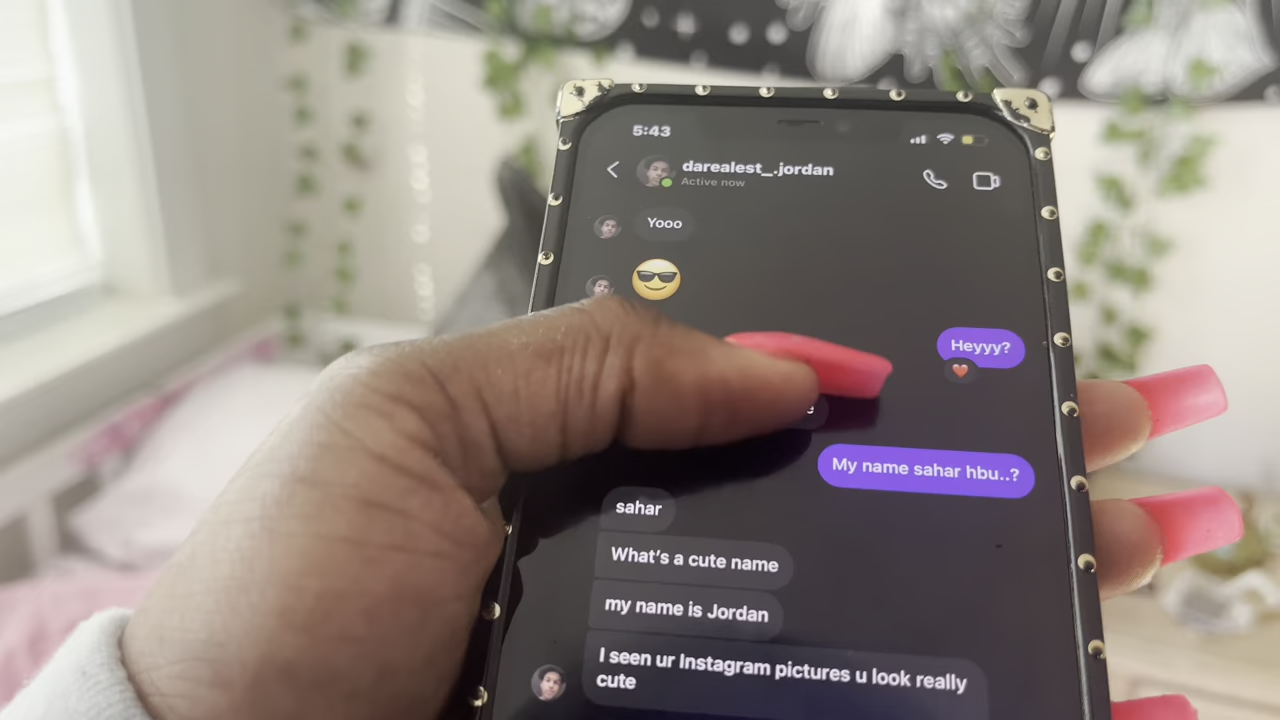 5:43
darealest_.jordan
Active now
Yooo
Heyyy?
My name sahar hbu..?
sahar
What's a cute name
my name is Jordan
I seen ur Instagram pictures u look really
cute